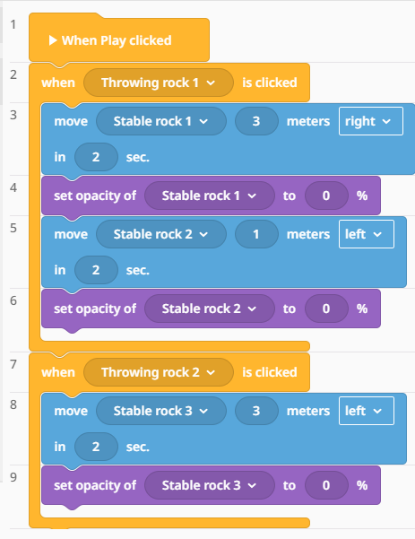 1
When Play clicked
2
when Throwing rock 1 is clicked
3
move Stable rock 1 3 meters right
in 2 sec.
4
set opacity of Stable rock 1 to 0 %
5
move Stable rock 2 1 meters left
in 2 sec.
6
set opacity of Stable rock 2 to 0 %
7
when Throwing rock 2 is clicked
8
move Stable rock 3 3 meters left
in 2 sec.
9
set opacity of Stable rock 3 to 0 %